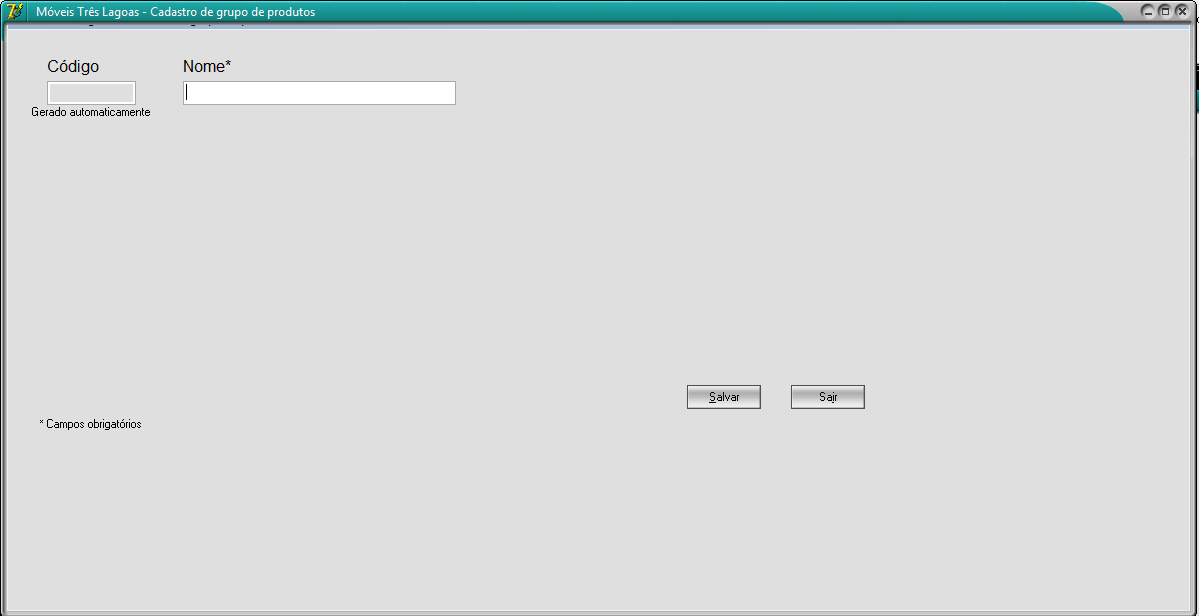 Móveis Três Lagoas - Cadastro de grupo de produtos
Código
Nome*
Gerado automaticamente
Salvar
Sair
* Campos obrigatórios